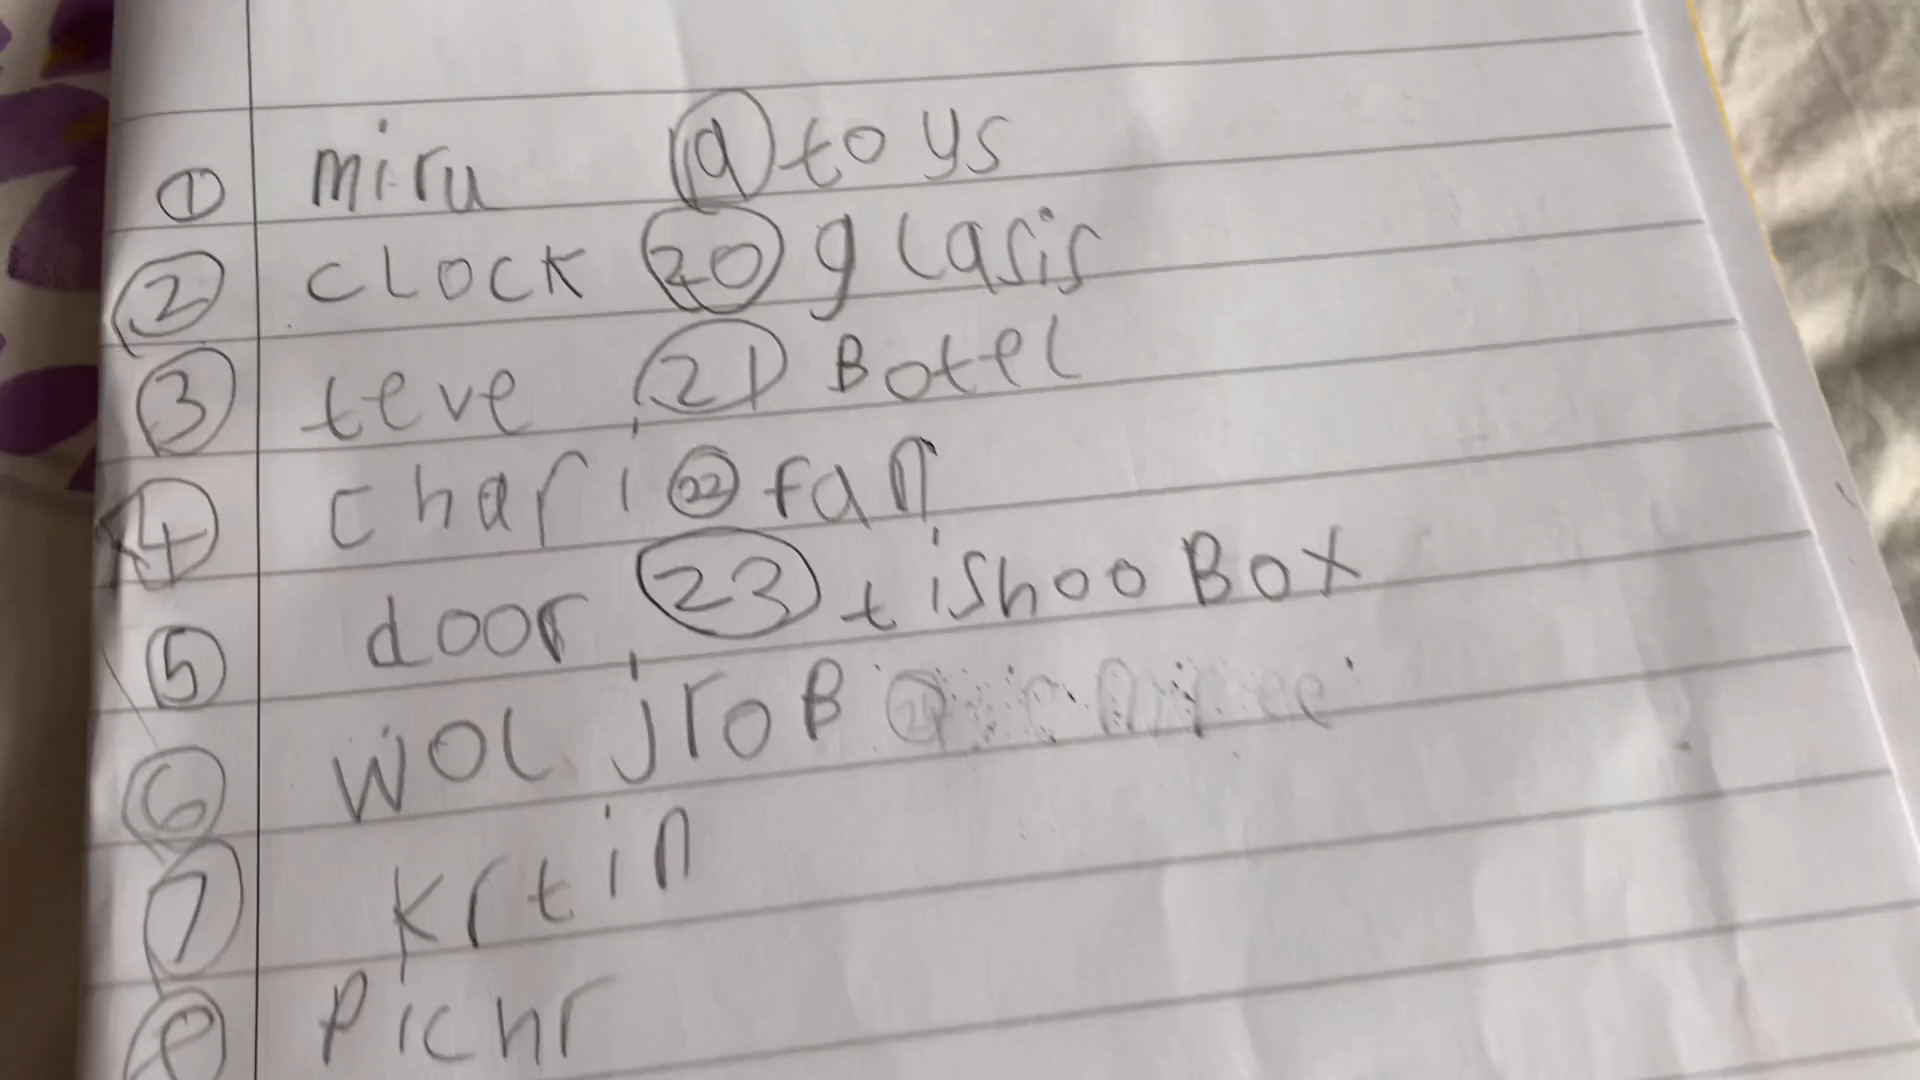 ① miru ⑲ toys
② cLock ⑳ gLasis
③ teve ㉑ Botel
④ chari ㉒ fan
⑤ door ㉓ tishoo Box
⑥ wol jroB ㉔
⑦ Krtin
⑧ Pichr